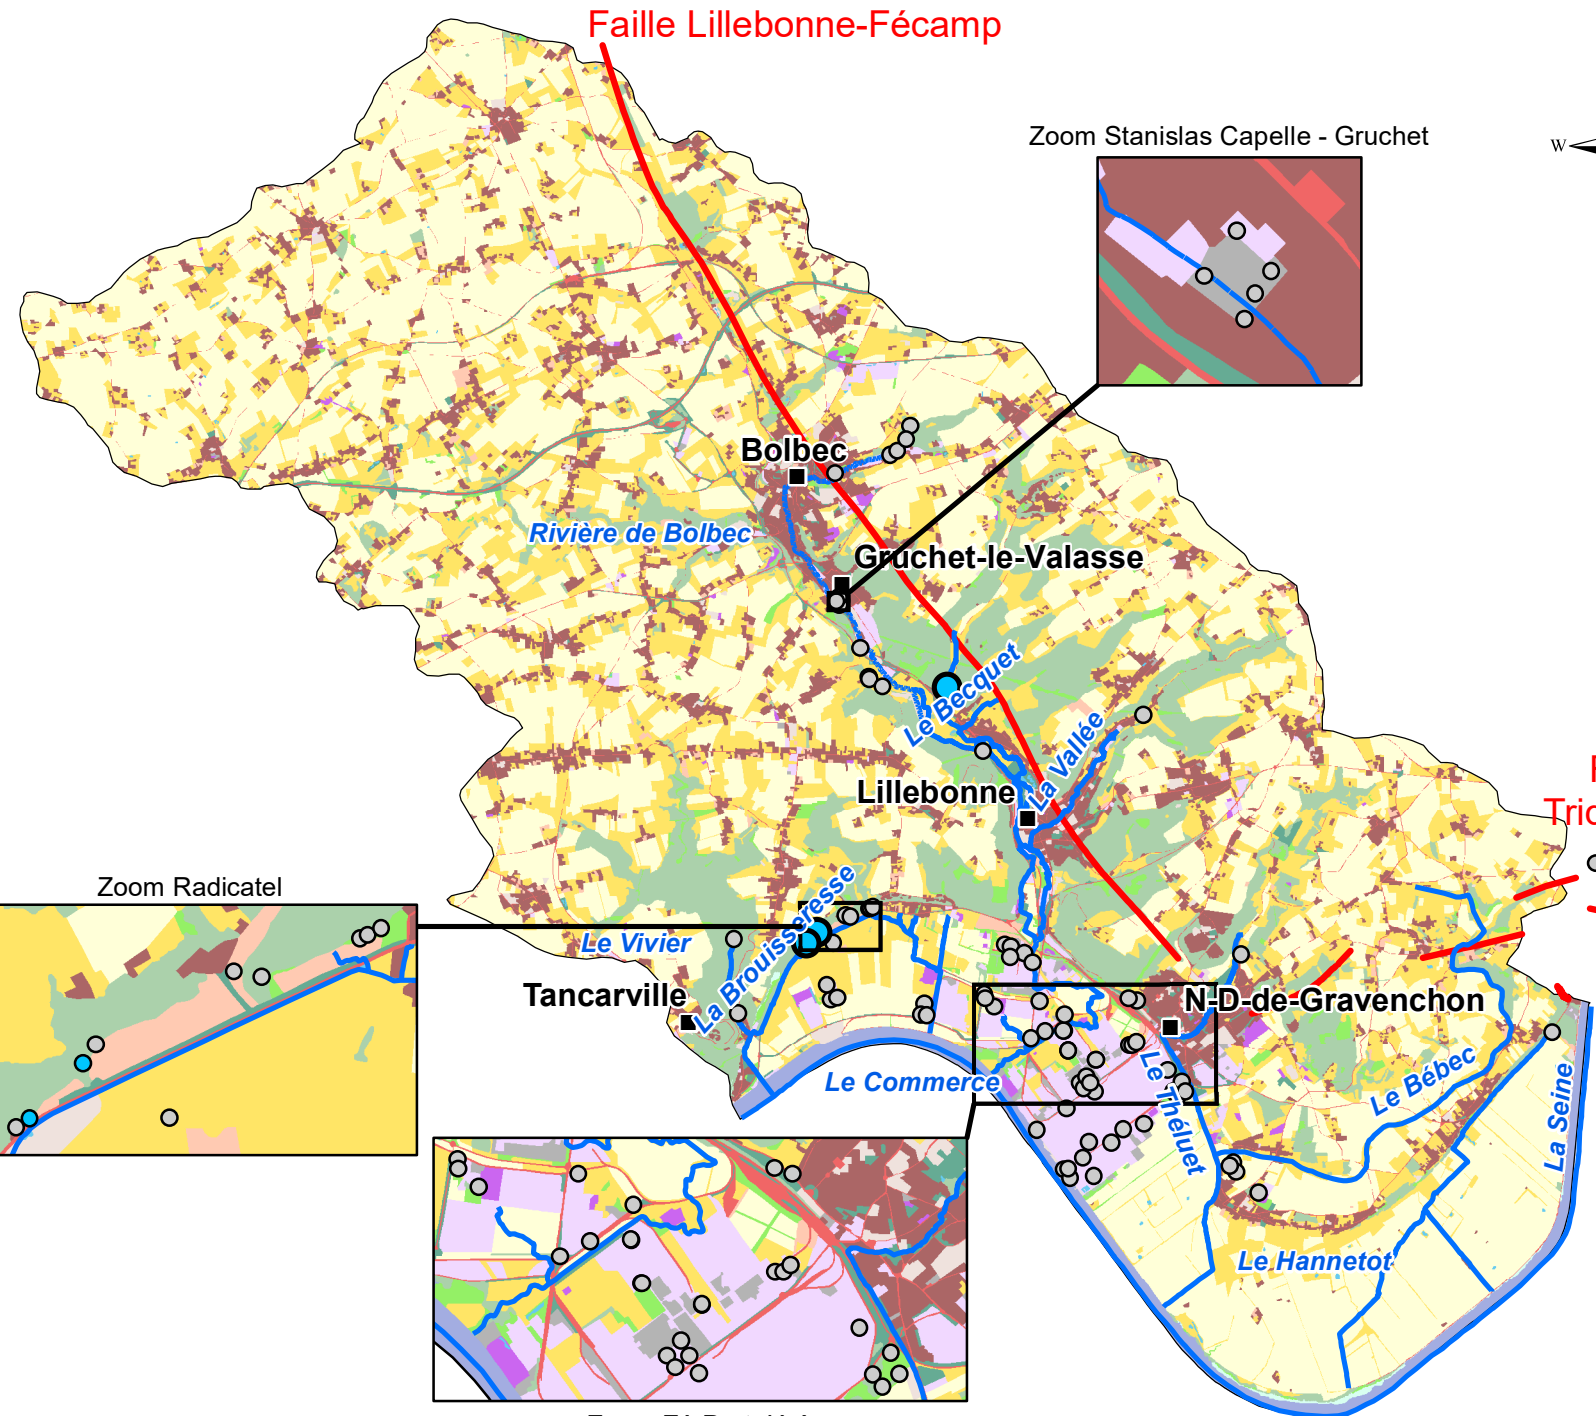 Faille Lillebonne-Fécamp
Zoom Stanislas Capelle - Gruchet
W
Bolbec
Rivière de Bolbec
Gruchet-le-Valasse
Le Becquet
La Vallée
Lillebonne
Zoom Radicatel
Le Vivier
La Brouisseresse
Tancarville
N-D-de-Gravenchon
Le Commerce
Le Théluet
Le Bébec
La Seine
Le Hannetot